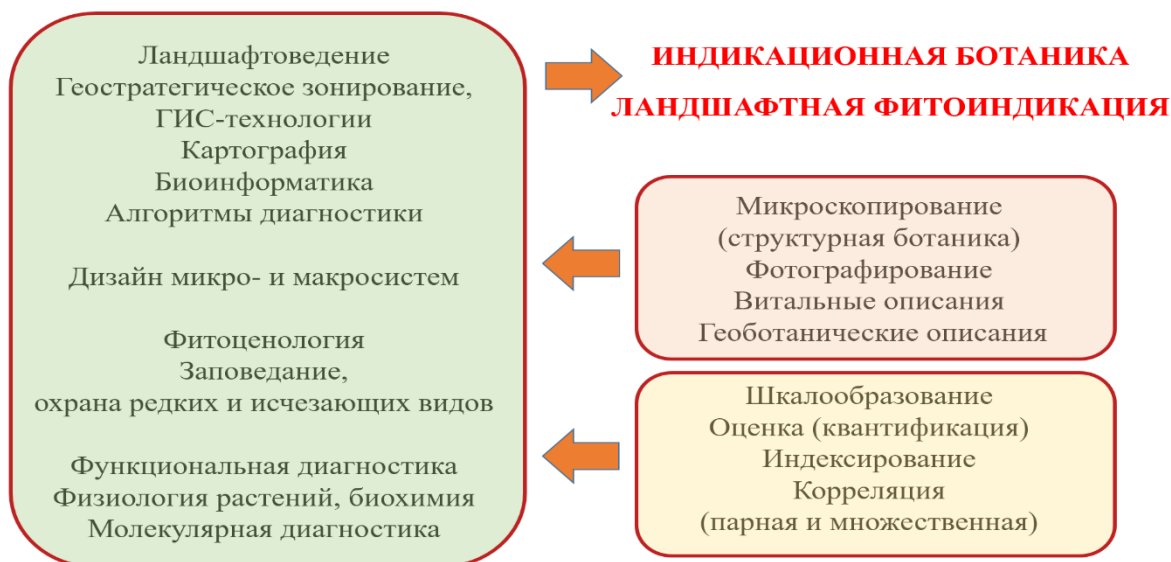 Ландшафтоведение
Геостратегическое зонирование,
ГИС-технологии
Картография
Биоинформатика
Алгоритмы диагностики
Дизайн микро- и макросистем
Фитоценология
Заповедание,
охрана редких и исчезающих видов
Функциональная диагностика
Физиология растений, биохимия
Молекулярная диагностика
ИНДИКАЦИОННАЯ БОТАНИКА
ЛАНДШАФТНАЯ ФИТОИНДИКАЦИЯ
Микроскопирование
(структурная ботаника)
Фотографирование
Витальные описания
Геоботанические описания
Шкалообразование
Оценка (квантификация)
Индексирование
Корреляция
(парная и множественная)